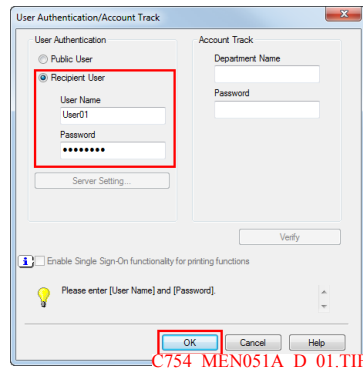 User Authentication/Account Track
User Authentication
Public User
Recipient User
User Name
User01
Password
••••••••
Server Setting...
Account Track
Department Name
Password
Verify
Enable Single Sign-On functionality for printing functions
Please enter [User Name] and [Password].
OK
Cancel
Help
C754_MEN051A_D_01.TIF